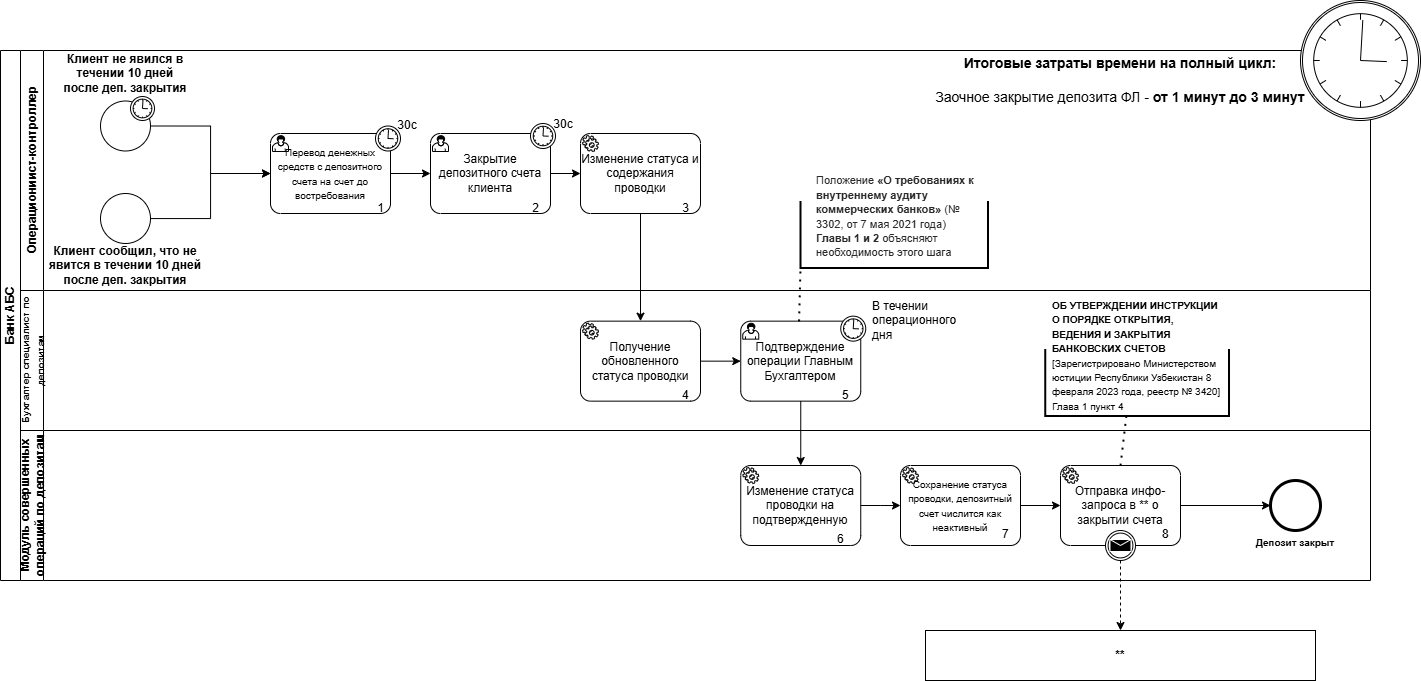 Итоговые затраты времени на полный цикл:
Заочное закрытие депозита ФЛ - от 1 минут до 3 минут
Банк АБС
Операциониист-контроллер
Клиент не явился в
течении 10 дней
после деп. закрытия
Клиент сообщил, что не
явится в течении 10 дней
после деп. закрытия
30с
Перевод денежных
средств с депозитного
счета на счет до
востребования
1
30с
Закрытие
депозитного счета
клиента
2
Изменение статуса и
содержания
проводки
3
Положение «О требованиях к
внутреннему аудиту
коммерческих банков» (№
3302, от 7 мая 2021 года)
Главы 1 и 2 объясняют
необходимость этого шага
Бухгалтер специалист по
депозитам
Получение
обновленного
статуса проводки
4
Подтверждение
операции Главным
Бухгалтером
5
В течении
операционного
дня
ОБ УТВЕРЖДЕНИИ ИНСТРУКЦИИ
О ПОРЯДКЕ ОТКРЫТИЯ,
ВЕДЕНИЯ И ЗАКРЫТИЯ
БАНКОВСКИХ СЧЕТОВ
[Зарегистрировано Министерством
юстиции Республики Узбекистан 8
февраля 2023 года, реестр № 3420]
Глава 1 пункт 4
Модуль совершенных
операций по депозитам
Изменение статуса
проводки на
подтвержденную
6
Сохранение статуса
проводки, депозитный
счет числится как
неактивный
7
Отправка инфо-
запроса в ** о
закрытии счета
8
Депозит закрыт
**